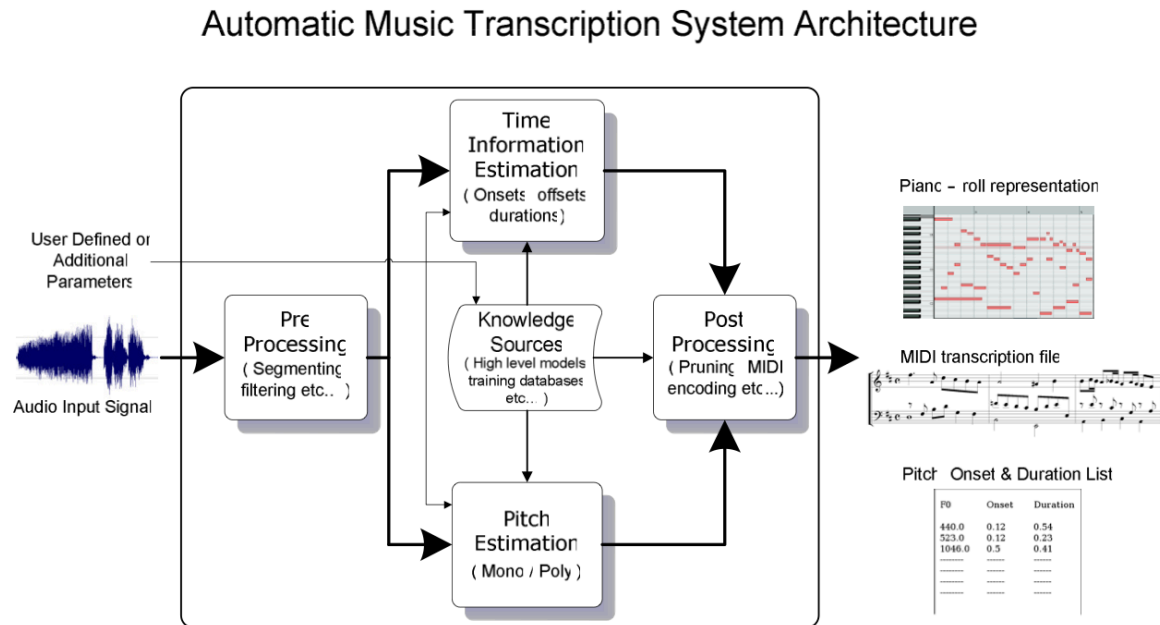 Automatic Music Transcription System Architecture
Time
Information
Estimation
( Onsets offsets
durations)
User Defined or
Additional
Parameters
Audio Input Signal
Pre
Processing
( Segmenting
filtering etc.. )
Knowledge
Sources
( High level models
training databases
etc... )
Pitch
Estimation
( Mono / Poly )
Post
Processing
( Pruning MIDI
encoding etc...)
Piano - roll representation
MIDI transcription file
Pitch Onset & Duration List
F0 Onset Duration
440.0 0.12 0.54
523.0 0.12 0.23
1046.0 0.5 0.41
------- ------ ------
------- ------ ------
------- ------ ------
------- ------ ------